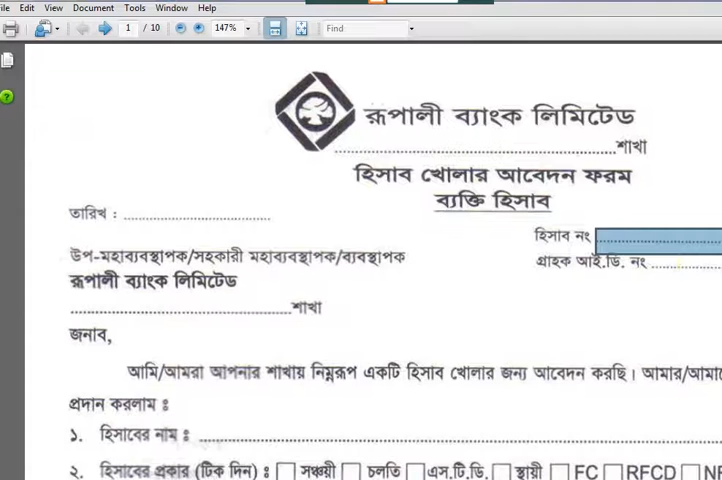 File Edit View Document Tools Window Help
1 / 10 147% Find
রূপালী ব্যাংক লিমিটেড
................................................শাখা
হিসাব খোলার আবেদন ফরম
ব্যক্তি হিসাব
তারিখ : ................................
হিসাব নং ................................
উপ-মহাব্যবস্থাপক/সহকারী মহাব্যবস্থাপক/ব্যবস্থাপক
গ্রাহক আই.ডি. নং ..................
রূপালী ব্যাংক লিমিটেড
................................................শাখা
জনাব,
আমি/আমরা আপনার শাখায় নিম্নরূপ একটি হিসাব খোলার জন্য আবেদন করছি। আমার/আমা
প্রদান করলাম ঃ
১. হিসাবের নাম ঃ ................................................
২. হিসাবের প্রকার (টিক দিন) ঃ সঞ্চয়ী চলতি এস.টি.ডি. স্থায়ী FC RFCD